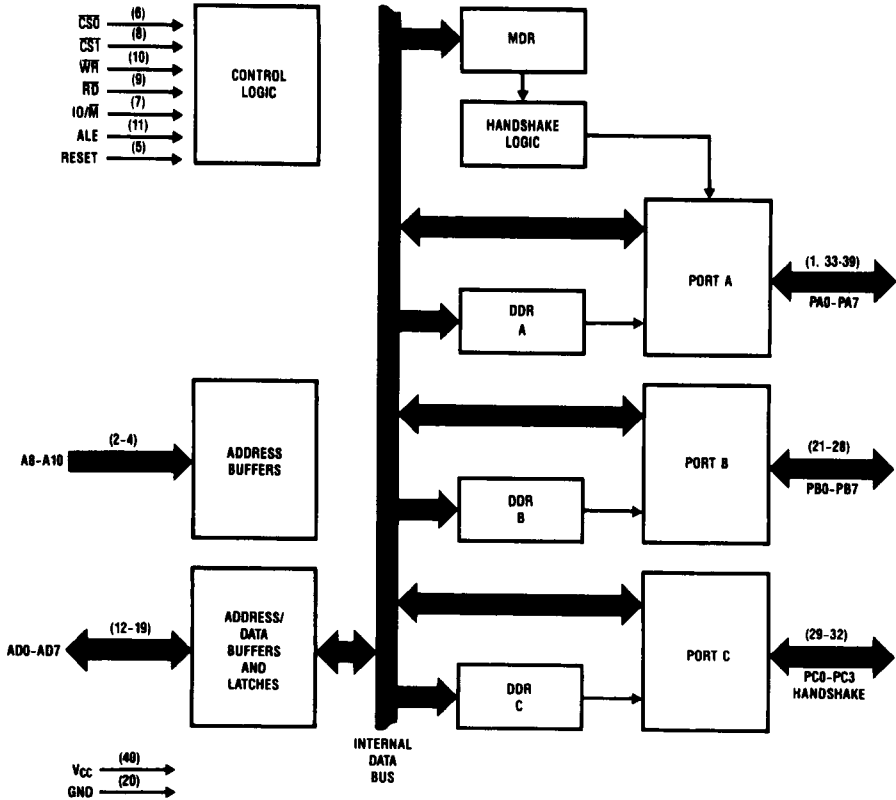 CS0 (6)
CST (8)
WR (10)
RD (9)
IO/M (7)
ALE (11)
RESET (5)
CONTROL
LOGIC
MDR
HANDSHAKE
LOGIC
PORT A
(1, 33-39)
PA0-PA7
DDR
A
A8-A10
(2-4)
ADDRESS
BUFFERS
PORT B
(21-28)
PB0-PB7
DDR
B
AD0-AD7
(12-19)
ADDRESS/
DATA
BUFFERS
AND
LATCHES
PORT C
(29-32)
PC0-PC3
HANDSHAKE
DDR
C
INTERNAL
DATA
BUS
VCC (40)
GND (20)